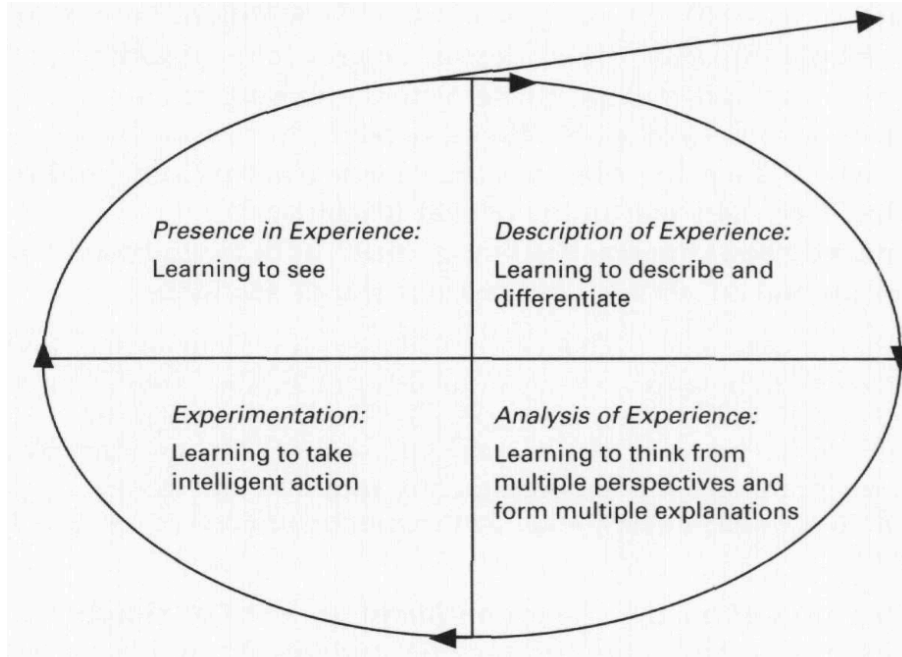 Presence in Experience:
Learning to see
Description of Experience:
Learning to describe and
differentiate
Experimentation:
Learning to take
intelligent action
Analysis of Experience:
Learning to think from
multiple perspectives and
form multiple explanations